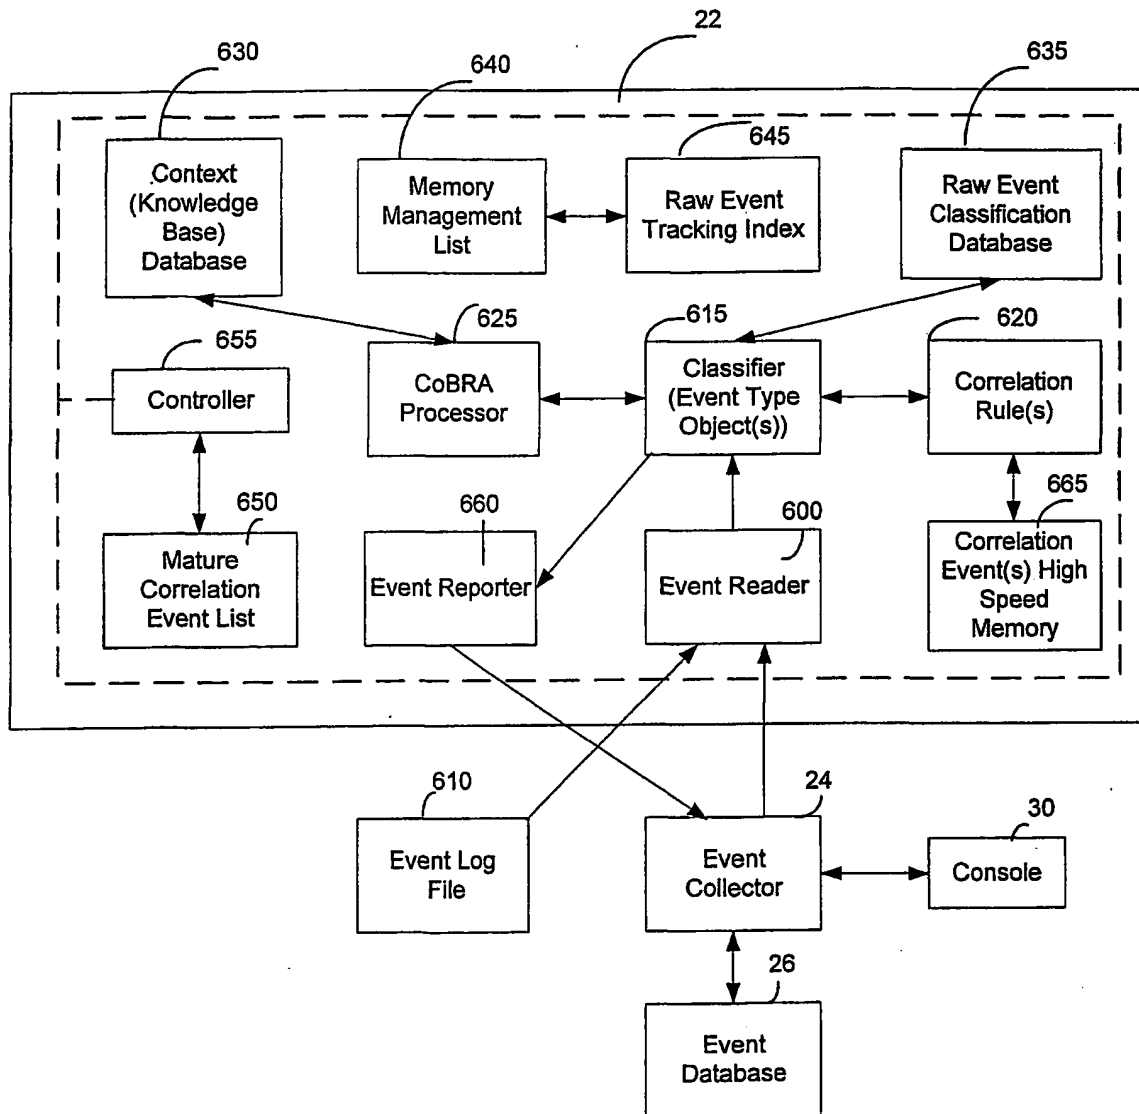 22
630
640
645
635
Context
(Knowledge
Base)
Database
Memory
Management
List
Raw Event
Tracking Index
Raw Event
Classification
Database
655
625
615
620
Controller
CoBRA
Processor
Classifier
(Event Type
Object(s))
Correlation
Rule(s)
650
660
600
665
Mature
Correlation
Event List
Event Reporter
Event Reader
Correlation
Event(s) High
Speed
Memory
610
24
30
Event Log
File
Event
Collector
Console
26
Event
Database